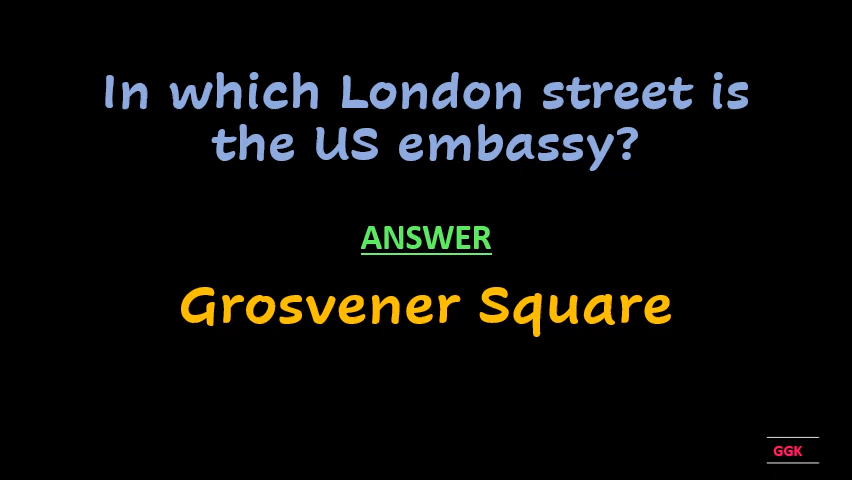 In which London street is
the US embassy?
ANSWER
Grosvener Square
GGK